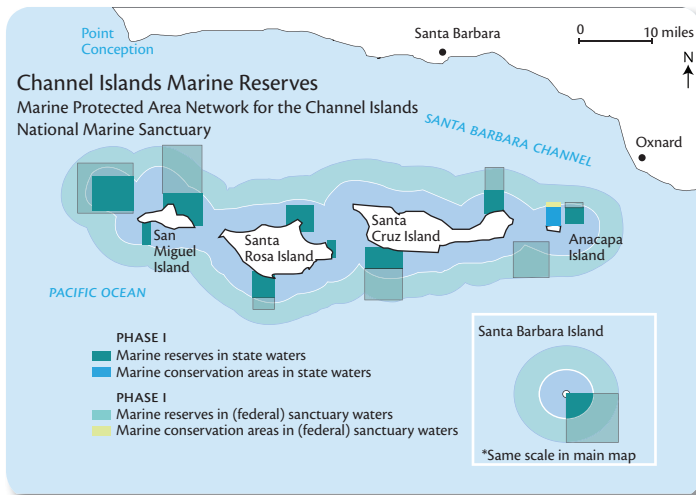 Point
Conception
Santa Barbara
0 10 miles
N
Channel Islands Marine Reserves
Marine Protected Area Network for the Channel Islands
National Marine Sanctuary
SANTA BARBARA CHANNEL
Oxnard
San
Miguel
Island
Santa
Rosa Island
Santa
Cruz Island
Anacapa
Island
PACIFIC OCEAN
PHASE I
Marine reserves in state waters
Marine conservation areas in state waters
PHASE I
Marine reserves in (federal) sanctuary waters
Marine conservation areas in (federal) sanctuary waters
Santa Barbara Island
*Same scale in main map